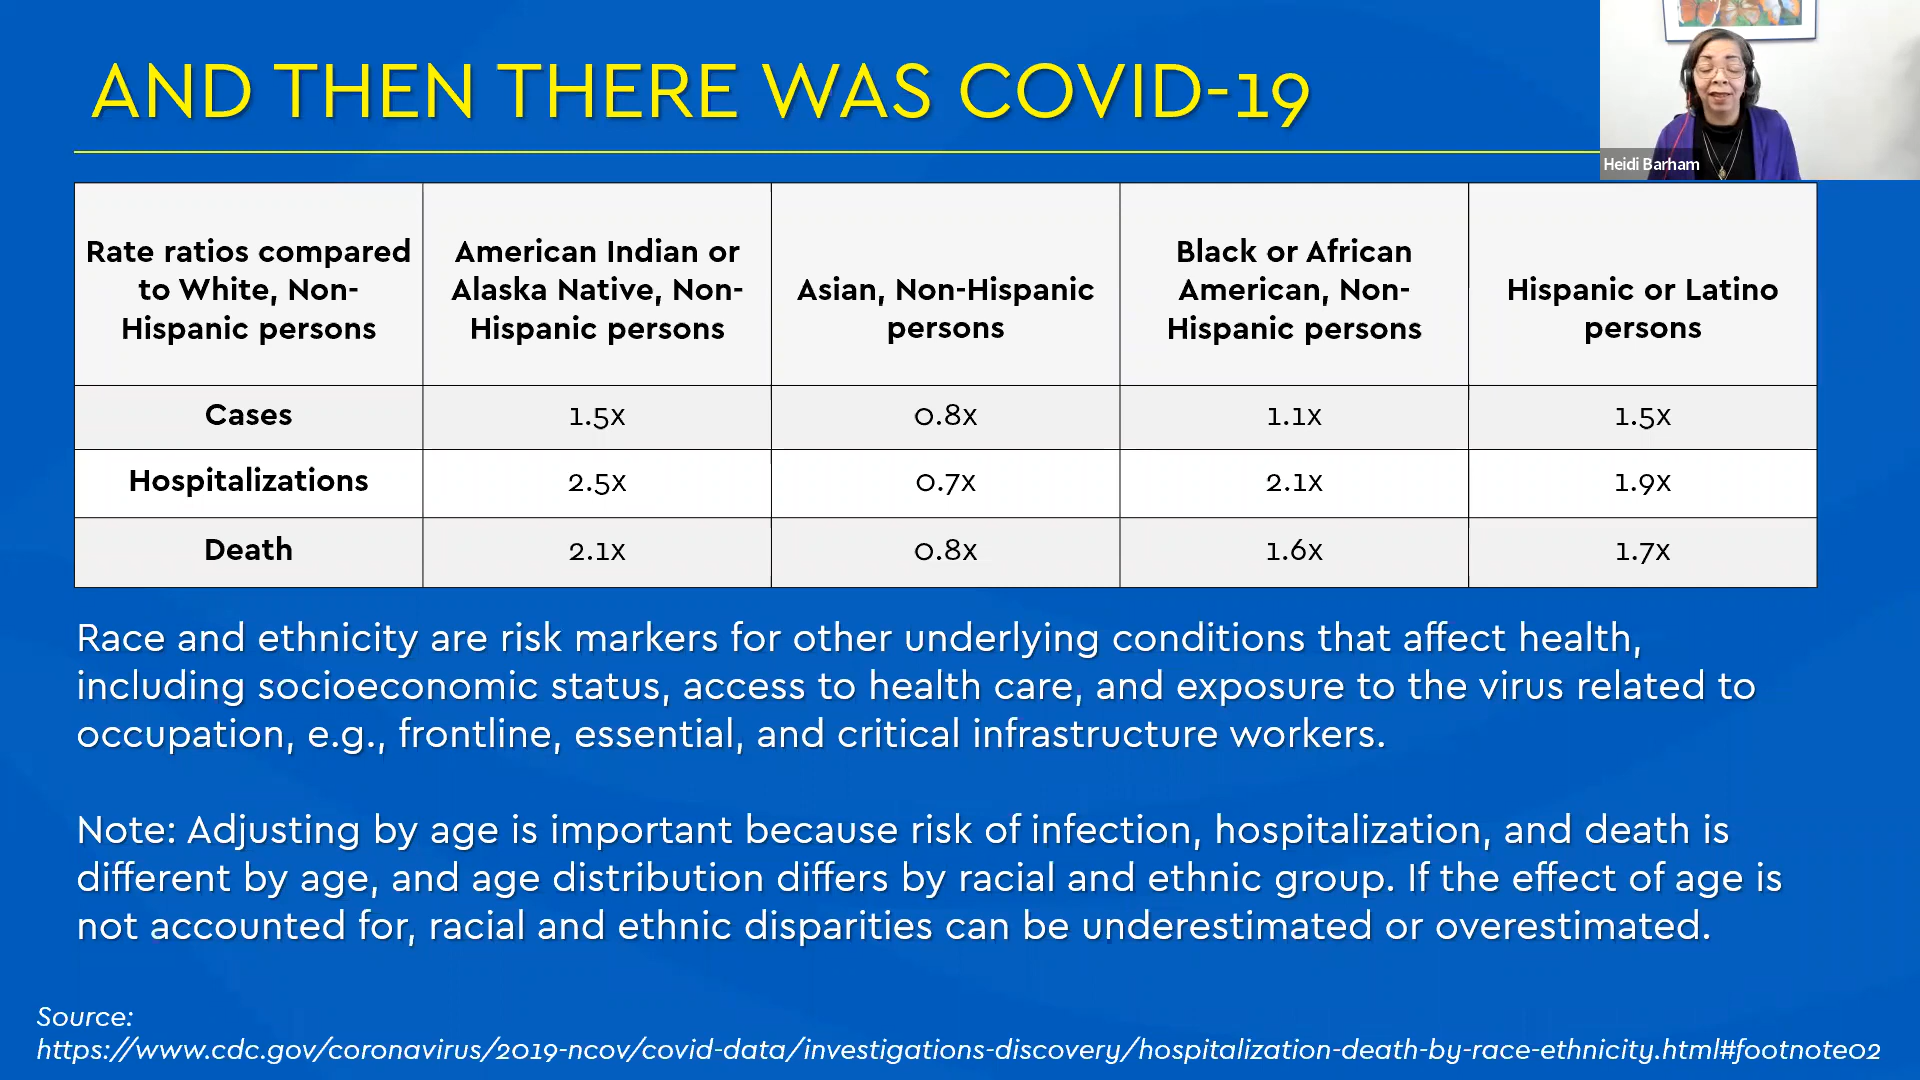 AND THEN THERE WAS COVID-19
Heidi Barham
Rate ratios compared
to White, Non-
Hispanic persons
American Indian or
Alaska Native, Non-
Hispanic persons
Asian, Non-Hispanic
persons
Black or African
American, Non-
Hispanic persons
Hispanic or Latino
persons
Cases
1.5x
0.8x
1.1x
1.5x
Hospitalizations
2.5x
0.7x
2.1x
1.9x
Death
2.1x
0.8x
1.6x
1.7x
Race and ethnicity are risk markers for other underlying conditions that affect health,
including socioeconomic status, access to health care, and exposure to the virus related to
occupation, e.g., frontline, essential, and critical infrastructure workers.
Note: Adjusting by age is important because risk of infection, hospitalization, and death is
different by age, and age distribution differs by racial and ethnic group. If the effect of age is
not accounted for, racial and ethnic disparities can be underestimated or overestimated.
Source:
https://www.cdc.gov/coronavirus/2019-ncov/covid-data/investigations-discovery/hospitalization-death-by-race-ethnicity.html#footnote02